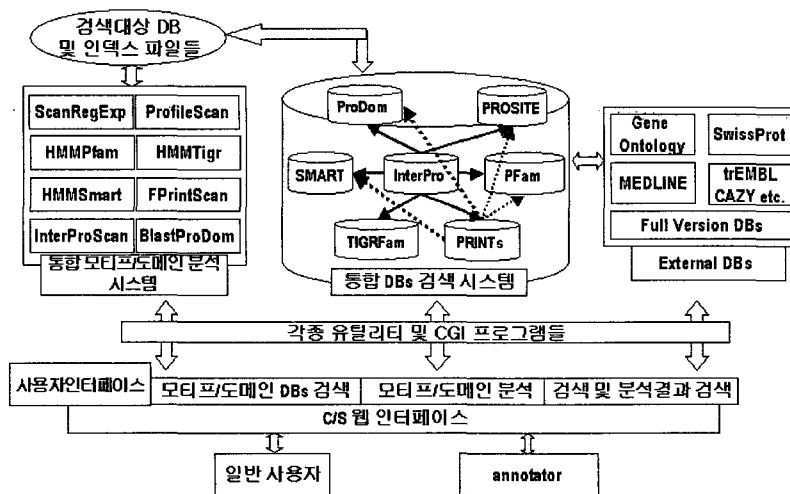 검색대상 DB
및 인덱스 파일들
ScanRegExp
ProfileScan
HMMPfam
HMMTigr
HMMSmart
FPrintScan
InterProScan
BlastProDom
통합 모티프/도메인 분석
시스템
ProDom
PROSITE
SMART
InterPro
PFam
TIGRFam
PRINTs
통합 DBs 검색 시스템
Gene
Ontology
SwissProt
MEDLINE
trEMBL
CAZY etc.
Full Version DBs
External DBs
각종 유틸리티 및 CGI 프로그램들
사용자인터페이스
모티프/도메인 DBs 검색
모티프/도메인 분석
검색 및 분석결과 검색
C/S 웹 인터페이스
일반 사용자
annotator